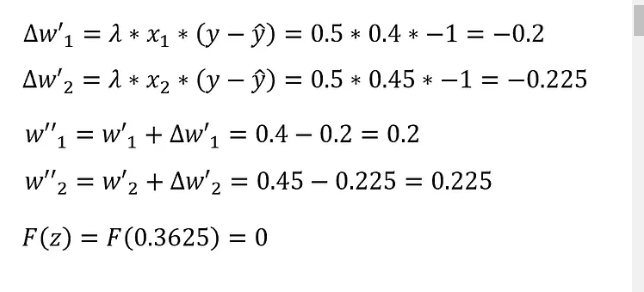 Δw'₁ = λ * x₁ * (y − ŷ) = 0.5 * 0.4 * −1 = −0.2
Δw'₂ = λ * x₂ * (y − ŷ) = 0.5 * 0.45 * −1 = −0.225
w''₁ = w'₁ + Δw'₁ = 0.4 − 0.2 = 0.2
w''₂ = w'₂ + Δw'₂ = 0.45 − 0.225 = 0.225
F(z) = F(0.3625) = 0